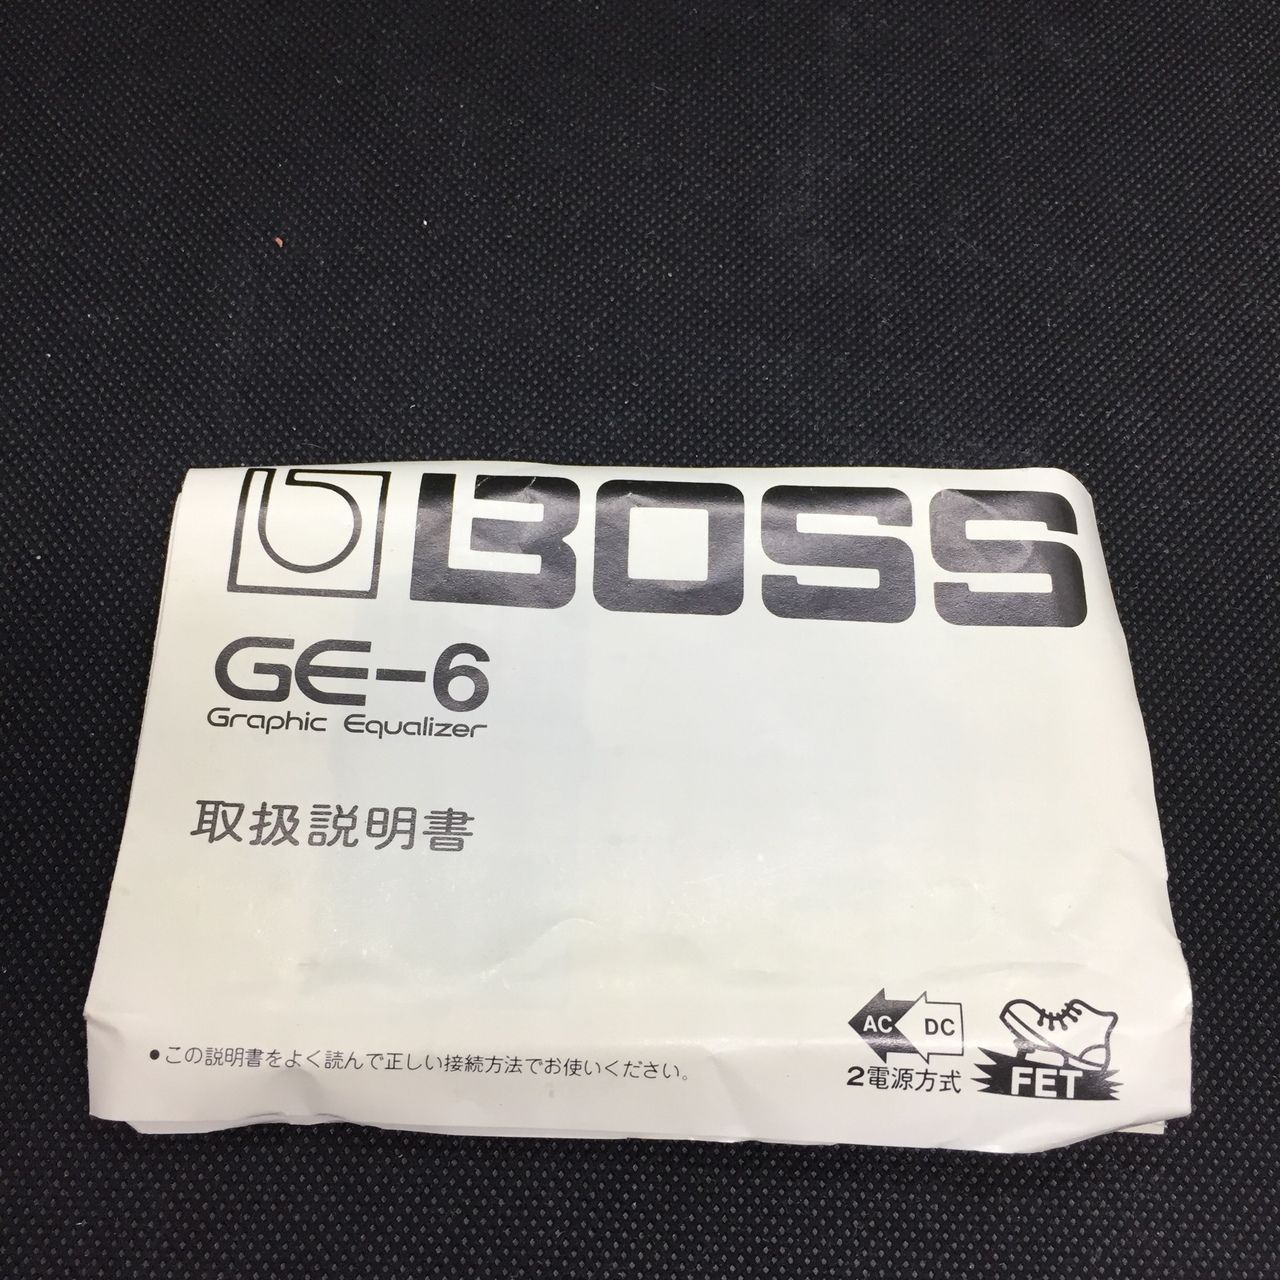 BOSS
GE-6
Graphic Equalizer
取扱説明書
●この説明書をよく読んで正しい接続方法でお使いください。
AC DC
2電源方式
FET